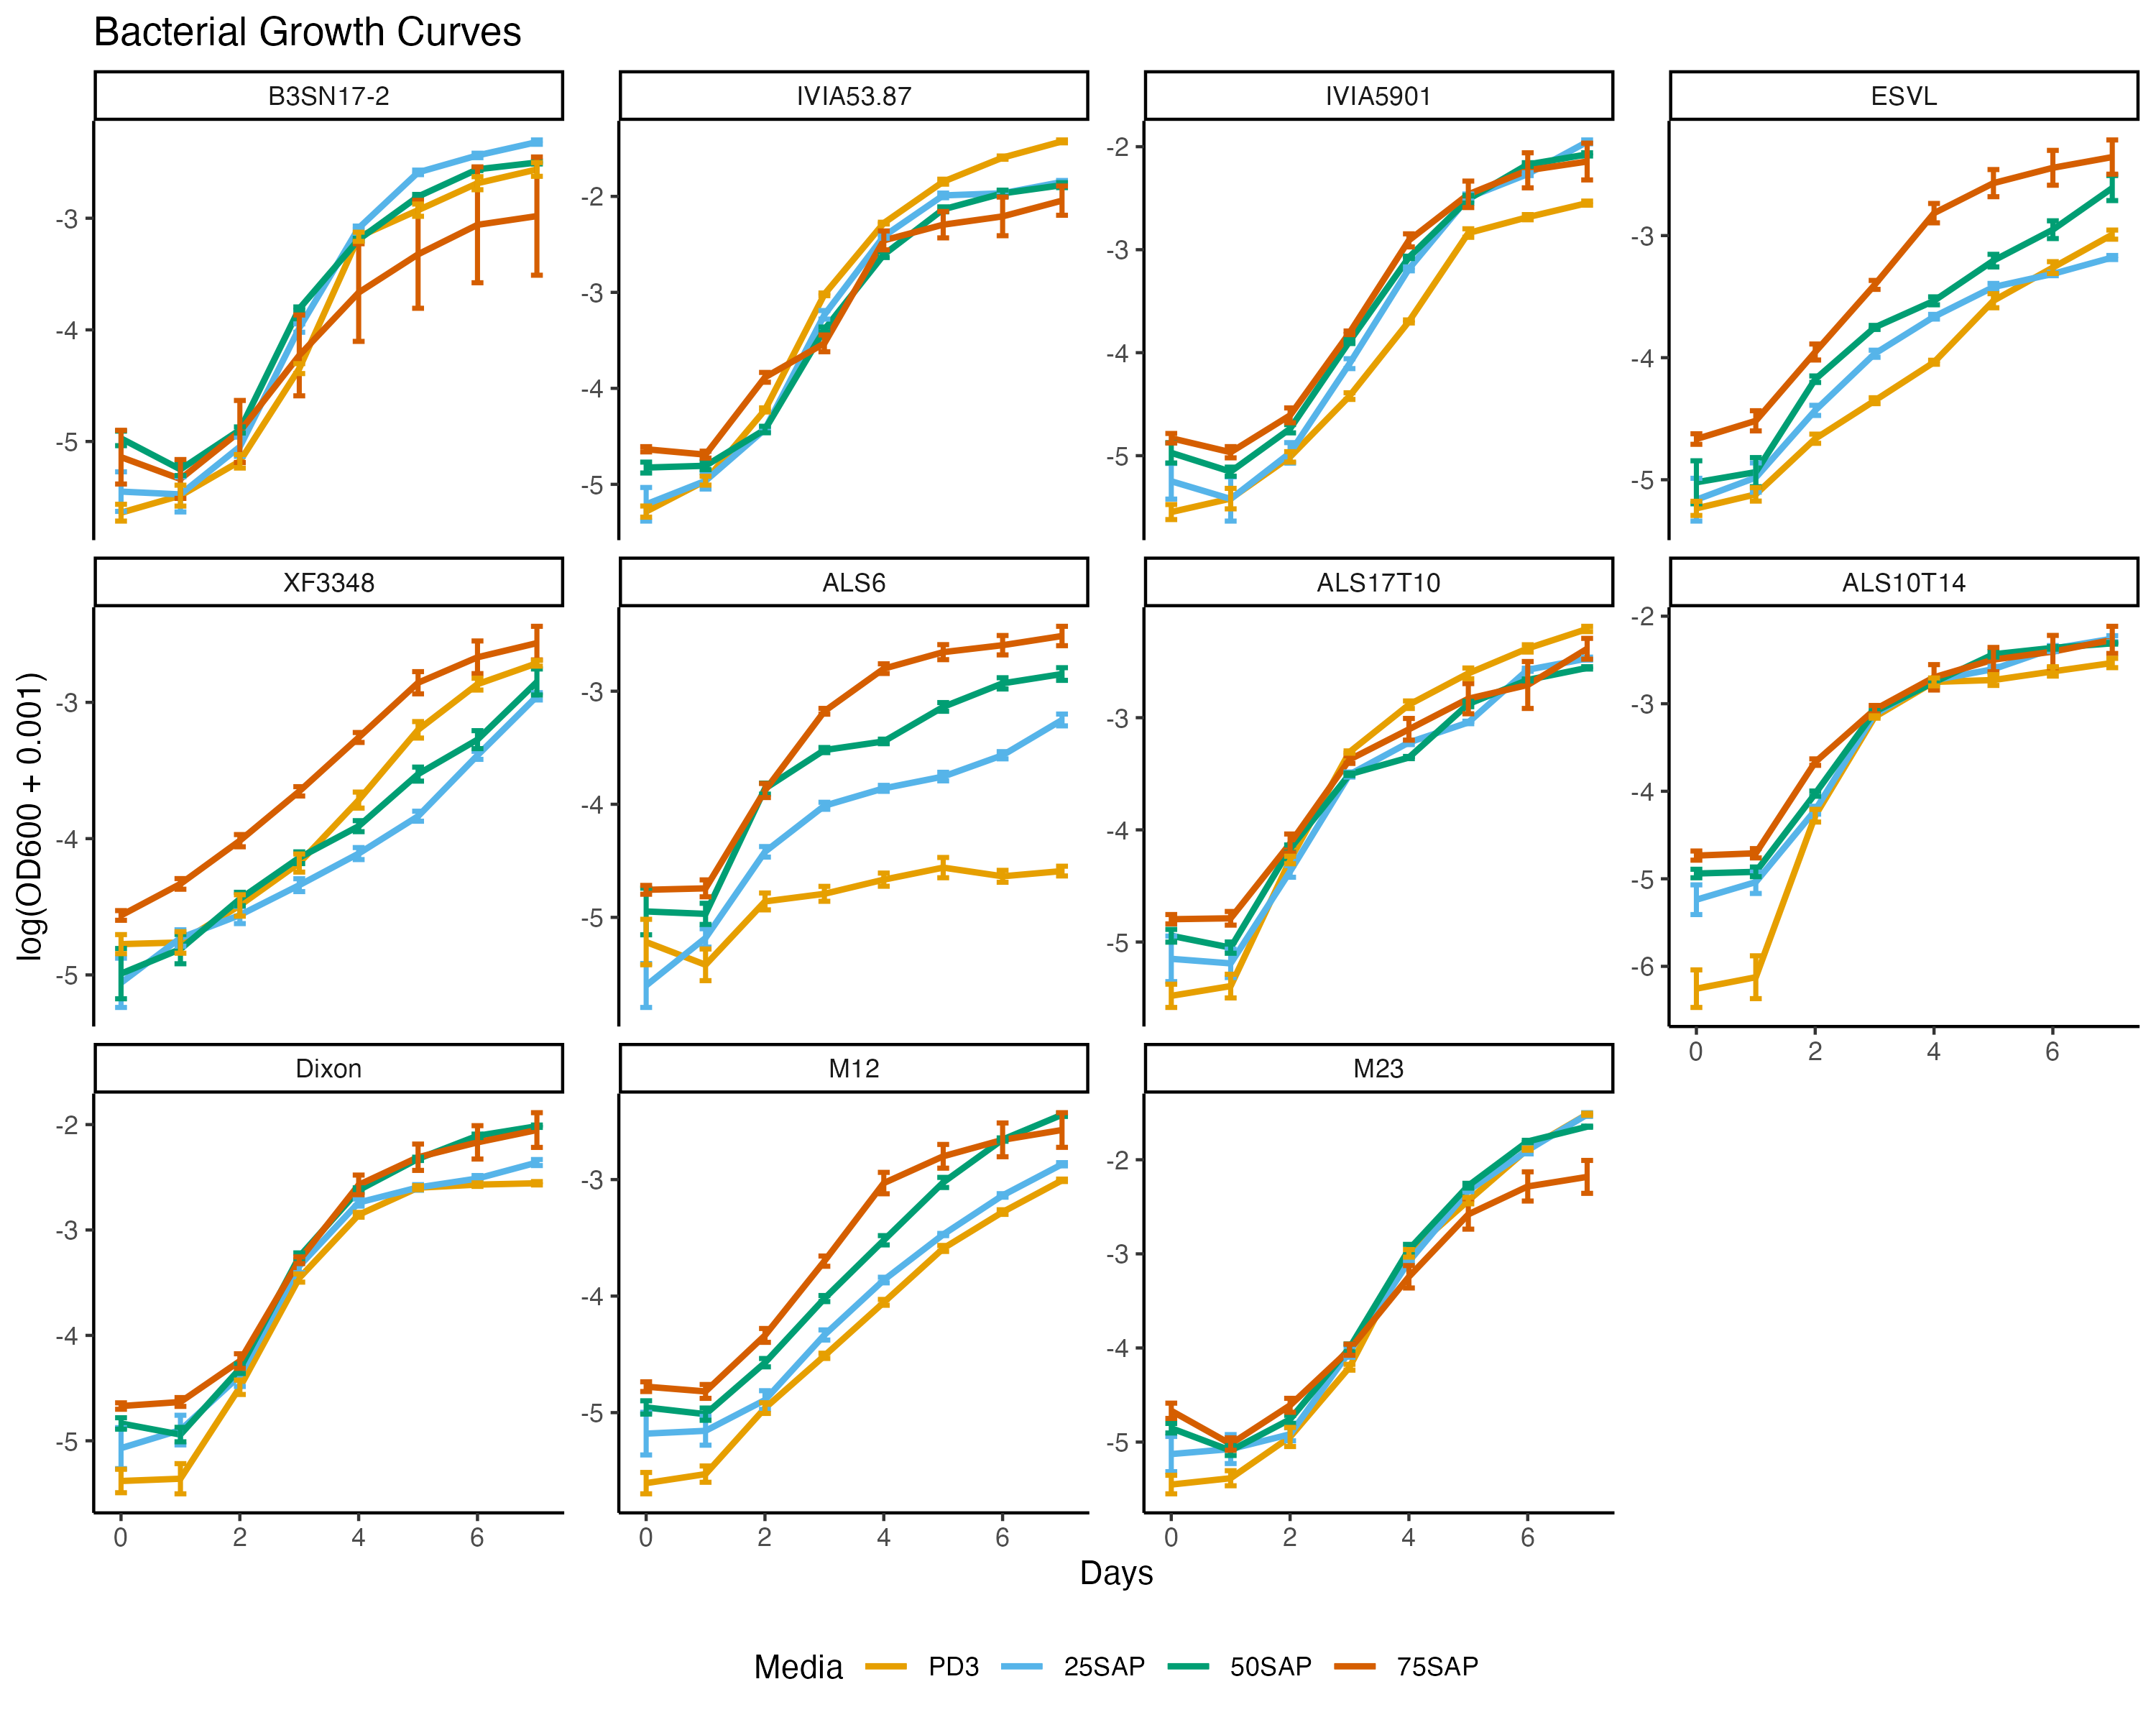 Bacterial Growth Curves
B3SN17-2
IVIA53.87
IVIA5901
ESVL
-3
-4
-5
-2
-3
-4
-5
-2
-3
-4
-5
-3
-4
-5
XF3348
ALS6
ALS17T10
ALS10T14
-3
-4
-5
-3
-4
-5
-3
-4
-5
-2
-3
-4
-5
-6
0 2 4 6
log(OD600 + 0.001)
Dixon
M12
M23
-2
-3
-4
-5
-3
-4
-5
-2
-3
-4
-5
0 2 4 6
0 2 4 6
0 2 4 6
Days
Media PD3 25SAP 50SAP 75SAP